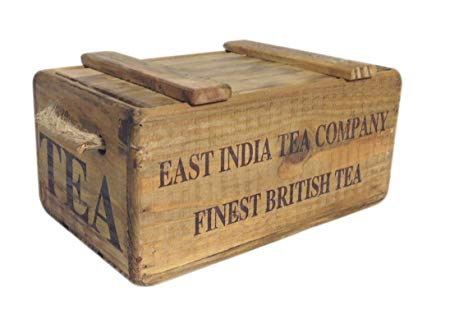 TEA
EAST INDIA TEA COMPANY
FINEST BRITISH TEA